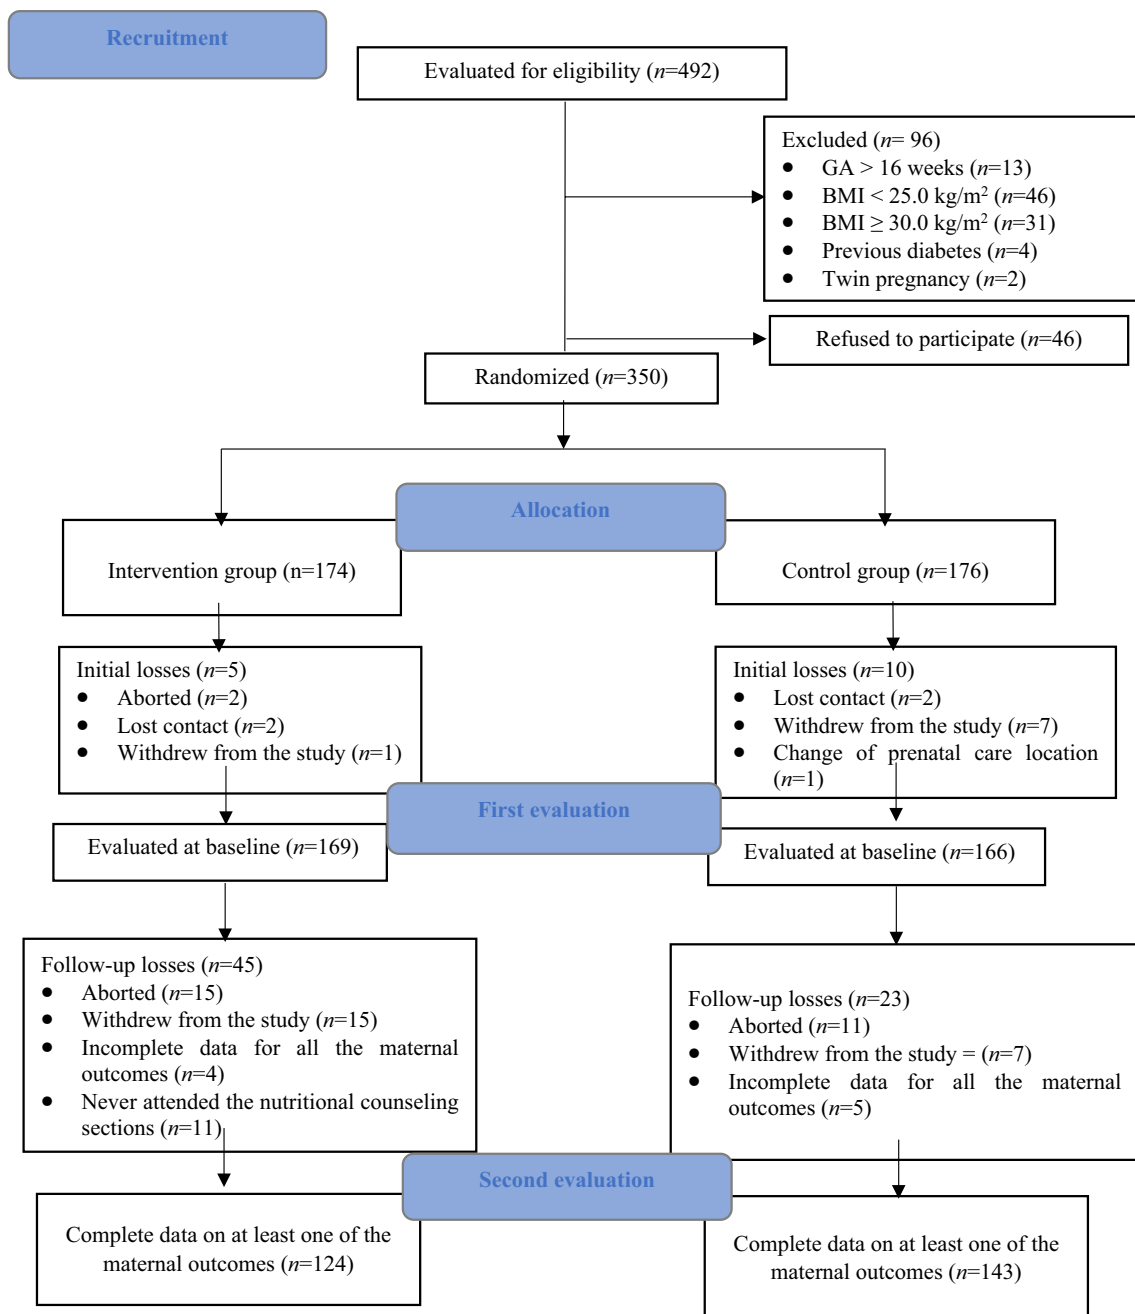 Recruitment
Evaluated for eligibility (n=492)
Excluded (n= 96)
● GA > 16 weeks (n=13)
● BMI < 25.0 kg/m² (n=46)
● BMI ≥ 30.0 kg/m² (n=31)
● Previous diabetes (n=4)
● Twin pregnancy (n=2)
Refused to participate (n=46)
Randomized (n=350)
Allocation
Intervention group (n=174)
Control group (n=176)
Initial losses (n=5)
● Aborted (n=2)
● Lost contact (n=2)
● Withdrew from the study (n=1)
Initial losses (n=10)
● Lost contact (n=2)
● Withdrew from the study (n=7)
● Change of prenatal care location
(n=1)
First evaluation
Evaluated at baseline (n=169)
Evaluated at baseline (n=166)
Follow-up losses (n=45)
● Aborted (n=15)
● Withdrew from the study (n=15)
● Incomplete data for all the maternal
outcomes (n=4)
● Never attended the nutritional counseling
sections (n=11)
Follow-up losses (n=23)
● Aborted (n=11)
● Withdrew from the study = (n=7)
● Incomplete data for all the maternal
outcomes (n=5)
Second evaluation
Complete data on at least one of the
maternal outcomes (n=124)
Complete data on at least one of the
maternal outcomes (n=143)